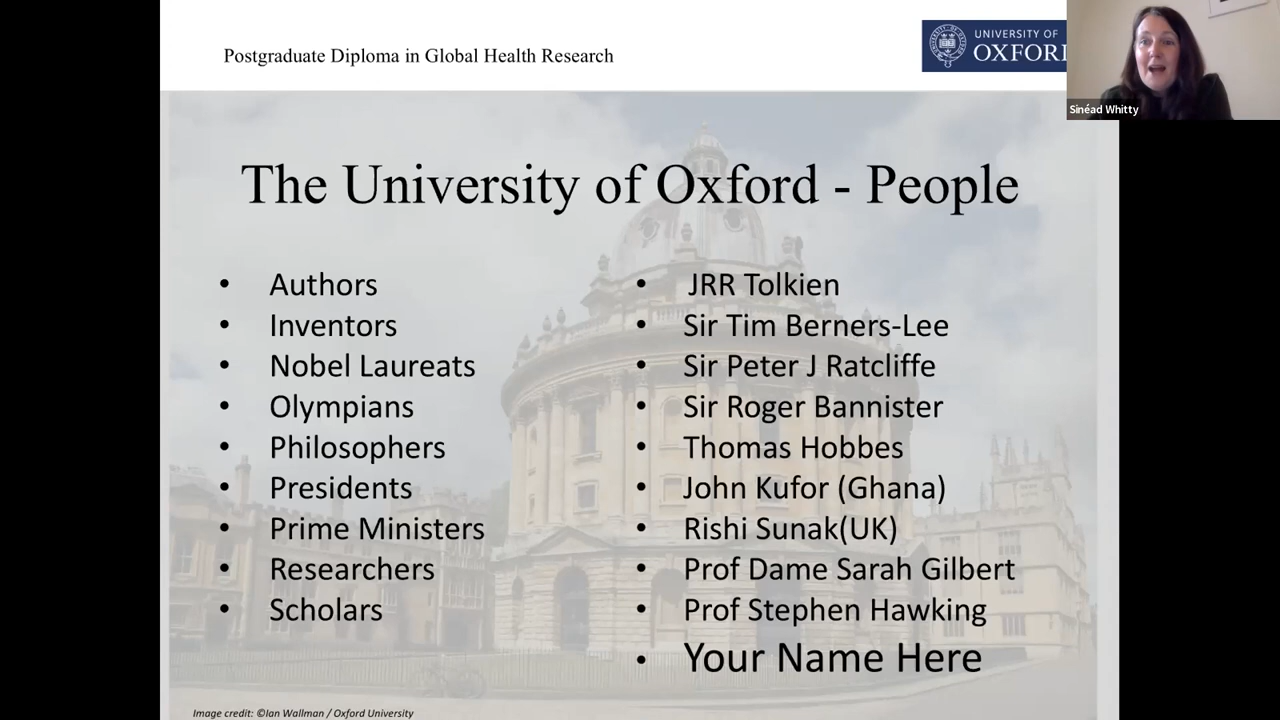 Postgraduate Diploma in Global Health Research
UNIVERSITY OF
OXFORD
Sinéad Whitty
The University of Oxford - People
Authors
Inventors
Nobel Laureats
Olympians
Philosophers
Presidents
Prime Ministers
Researchers
Scholars
JRR Tolkien
Sir Tim Berners-Lee
Sir Peter J Ratcliffe
Sir Roger Bannister
Thomas Hobbes
John Kufor (Ghana)
Rishi Sunak(UK)
Prof Dame Sarah Gilbert
Prof Stephen Hawking
Your Name Here
Image credit: ©Ian Wallman / Oxford University